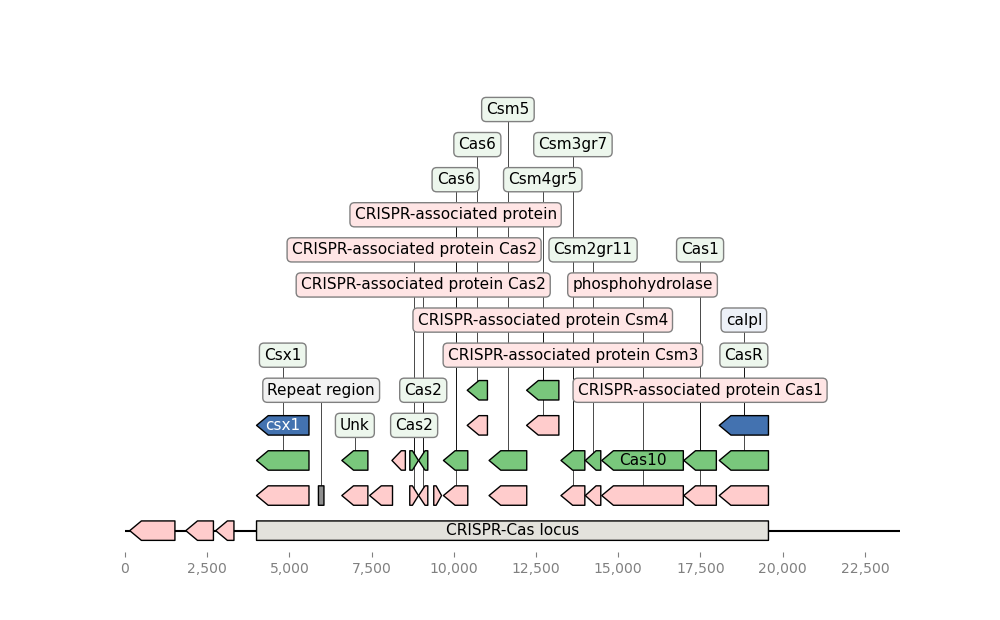 Csm5
Cas6
Csm3gr7
Cas6
Csm4gr5
CRISPR-associated protein
CRISPR-associated protein Cas2
Csm2gr11
Cas1
CRISPR-associated protein Cas2
phosphohydrolase
CRISPR-associated protein Csm4
calpl
Csx1
CRISPR-associated protein Csm3
CasR
Repeat region
Cas2
CRISPR-associated protein Cas1
csx1
Unk
Cas2
Cas10
CRISPR-Cas locus
0
2,500
5,000
7,500
10,000
12,500
15,000
17,500
20,000
22,500